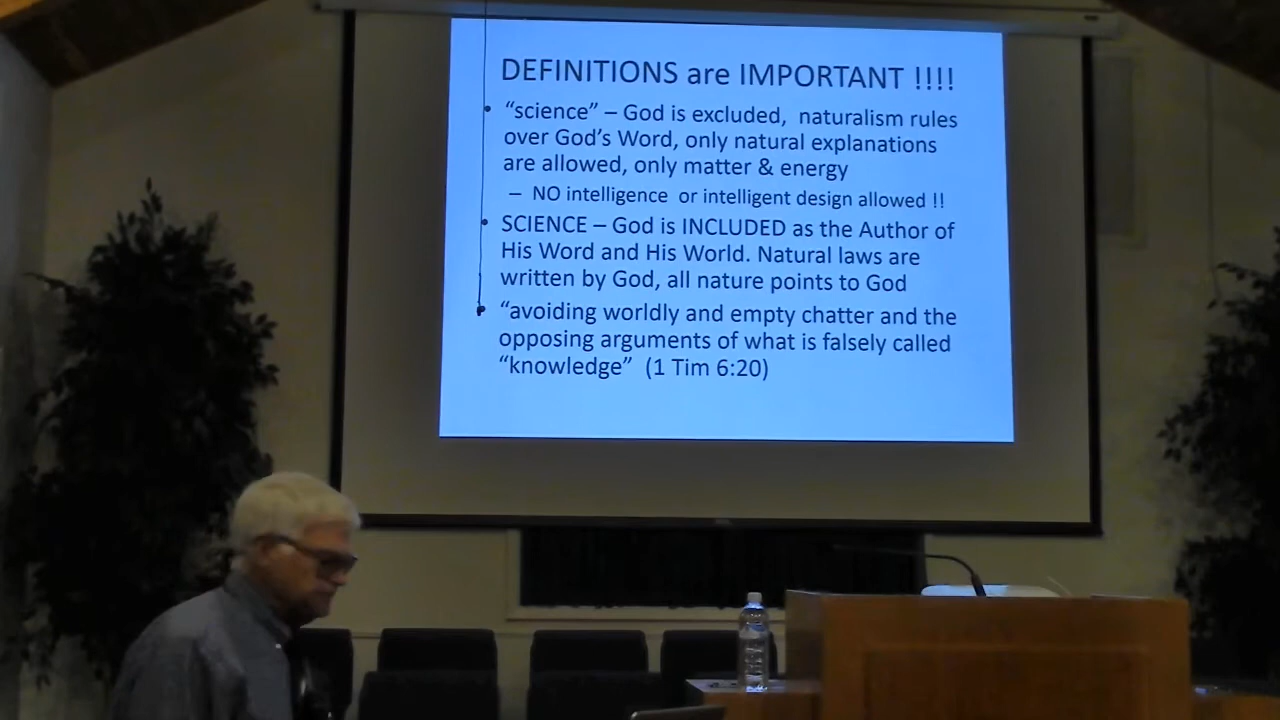 DEFINITIONS are IMPORTANT !!!!
• “science” – God is excluded, naturalism rules
over God’s Word, only natural explanations
are allowed, only matter & energy
– NO intelligence or intelligent design allowed !!
• SCIENCE – God is INCLUDED as the Author of
His Word and His World. Natural laws are
written by God, all nature points to God
• “avoiding worldly and empty chatter and the
opposing arguments of what is falsely called
“knowledge” (1 Tim 6:20)